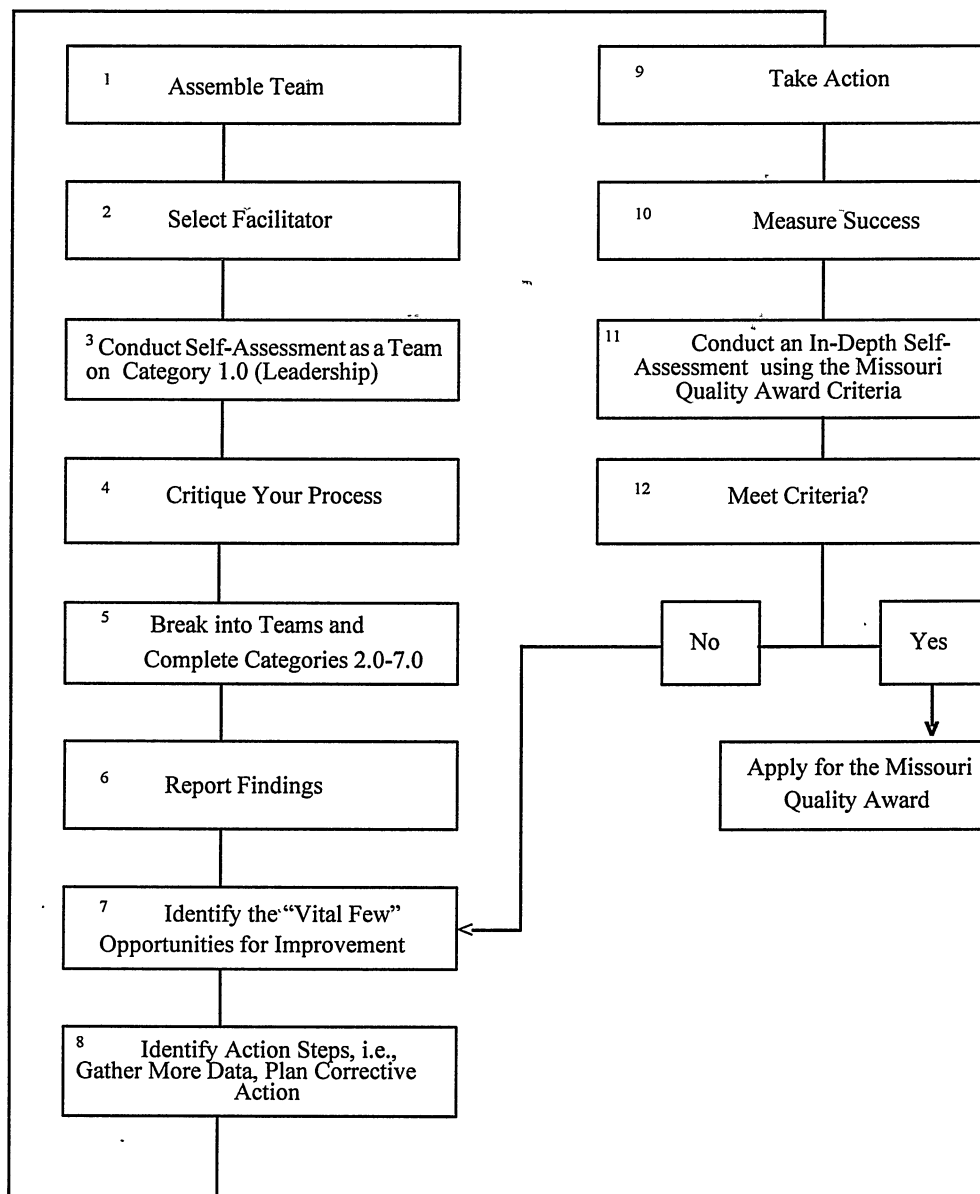 1 Assemble Team
2 Select Facilitator
3 Conduct Self-Assessment as a Team
on Category 1.0 (Leadership)
4 Critique Your Process
5 Break into Teams and
Complete Categories 2.0-7.0
6 Report Findings
7 Identify the “Vital Few”
Opportunities for Improvement
8 Identify Action Steps, i.e.,
Gather More Data, Plan Corrective
Action
9 Take Action
10 Measure Success
11 Conduct an In-Depth Self-
Assessment using the Missouri
Quality Award Criteria
12 Meet Criteria?
No
Yes
Apply for the Missouri
Quality Award